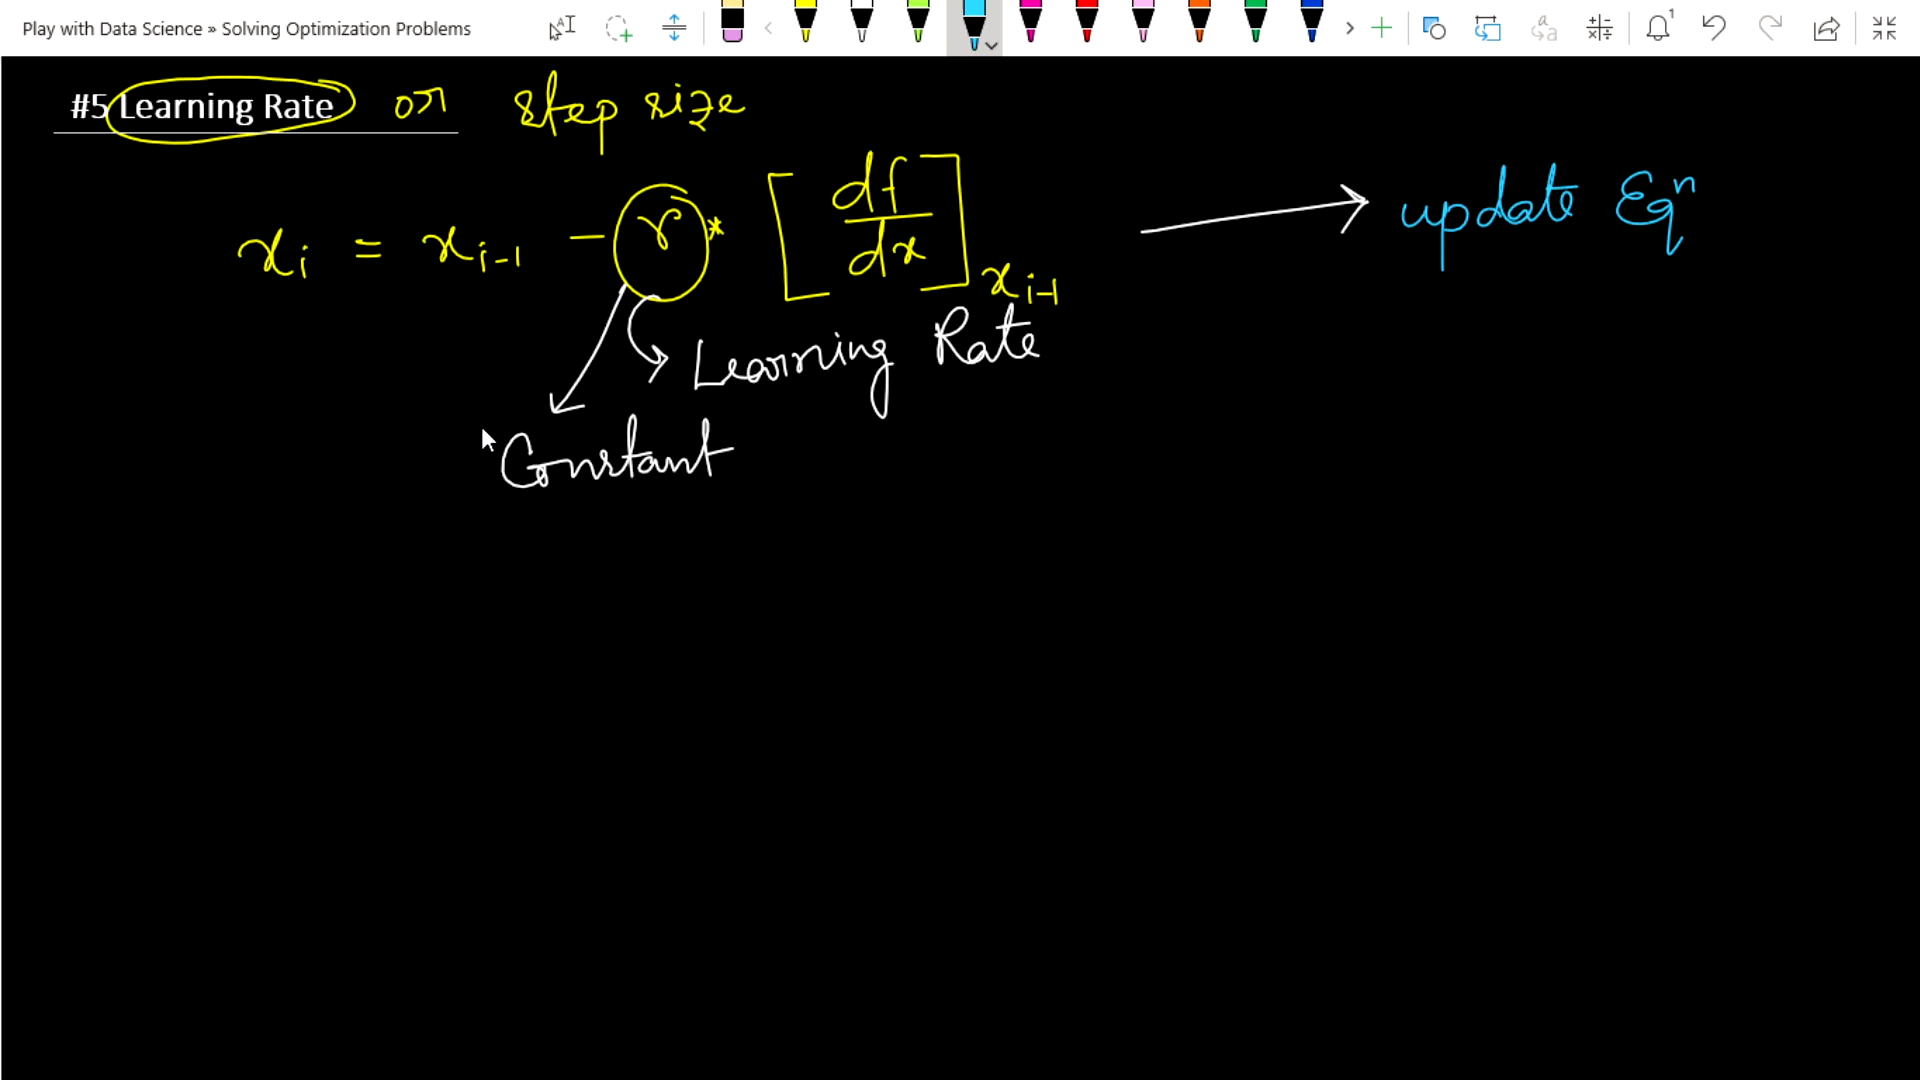 Play with Data Science » Solving Optimization Problems
#5 Learning Rate or step size
xᵢ = xᵢ₋₁ - r * [df/dx]xᵢ₋₁ → update Eqⁿ
Learning Rate
Constant